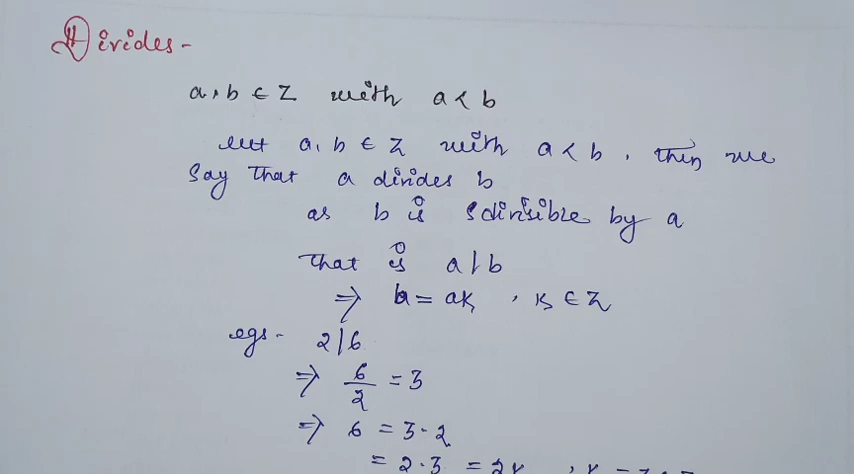 # Divides -
a, b ∈ Z with a < b
Let a, b ∈ Z with a < b, then we
say that a divides b
as b is divisible by a
that is a|b
⇒ b = ak, k ∈ Z
egs - 2|6
⇒ 6/2 = 3
⇒ 6 = 3·2
= 2·3 = 2k